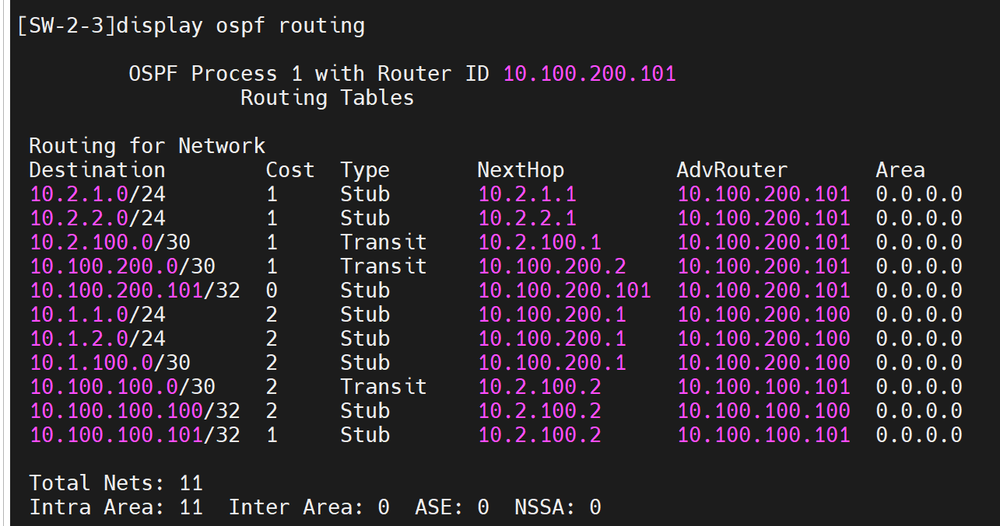 [SW-2-3]display ospf routing
OSPF Process 1 with Router ID 10.100.200.101
Routing Tables
Routing for Network
Destination Cost Type NextHop AdvRouter Area
10.2.1.0/24 1 Stub 10.2.1.1 10.100.200.101 0.0.0.0
10.2.2.0/24 1 Stub 10.2.2.1 10.100.200.101 0.0.0.0
10.2.100.0/30 1 Transit 10.2.100.1 10.100.200.101 0.0.0.0
10.100.200.0/30 1 Transit 10.100.200.2 10.100.200.101 0.0.0.0
10.100.200.101/32 0 Stub 10.100.200.101 10.100.200.101 0.0.0.0
10.1.1.0/24 2 Stub 10.100.200.1 10.100.200.100 0.0.0.0
10.1.2.0/24 2 Stub 10.100.200.1 10.100.200.100 0.0.0.0
10.1.100.0/30 2 Stub 10.100.200.1 10.100.200.100 0.0.0.0
10.100.100.0/30 2 Transit 10.2.100.2 10.100.100.101 0.0.0.0
10.100.100.100/32 2 Stub 10.2.100.2 10.100.100.100 0.0.0.0
10.100.100.101/32 1 Stub 10.2.100.2 10.100.100.101 0.0.0.0
Total Nets: 11
Intra Area: 11 Inter Area: 0 ASE: 0 NSSA: 0